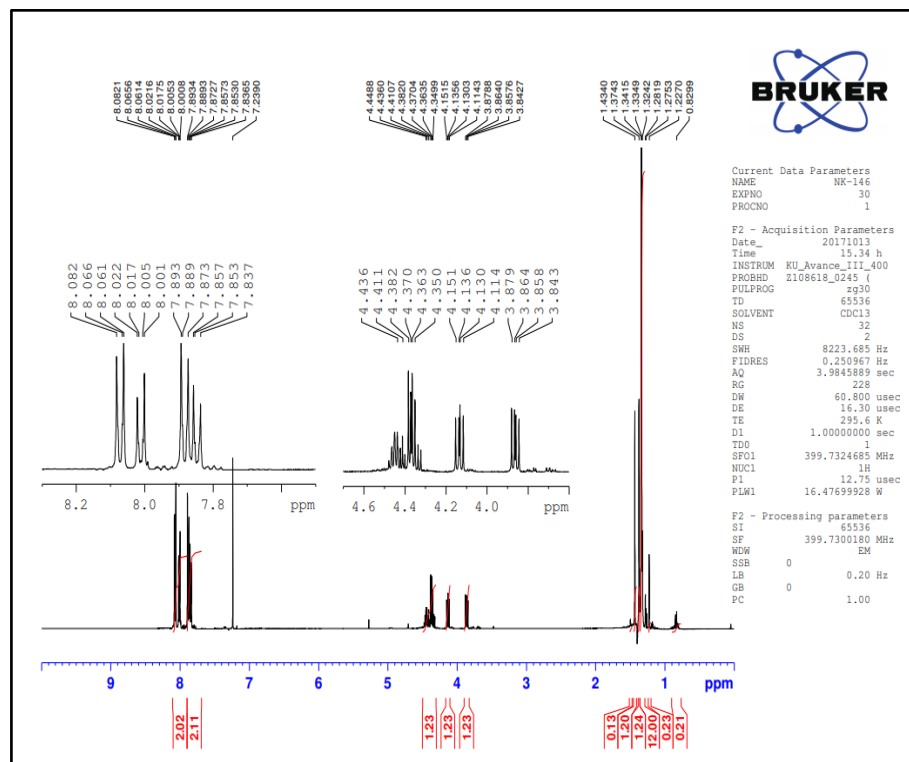 8.0821
8.0656
8.0614
8.0216
8.0175
8.0053
8.0008
7.8934
7.8893
7.8727
7.8573
7.8530
7.8365
7.2390
4.4488
4.4360
4.4107
4.3820
4.3704
4.3635
4.3499
4.1515
4.1356
4.1303
4.1143
3.8788
3.8640
3.8576
3.8427
1.4340
1.3743
1.3415
1.3349
1.3242
1.2819
1.2753
1.2270
0.8299
BRUKER
Current Data Parameters
NAME NK-146
EXPNO 30
PROCNO 1
F2 - Acquisition Parameters
Date_ 20171013
Time 15.34 h
INSTRUM KU_Avance_III_400
PROBHD Z108618_0245 (
PULPROG zg30
TD 65536
SOLVENT CDCl3
NS 32
DS 2
SWH 8223.685 Hz
FIDRES 0.250967 Hz
AQ 3.9845889 sec
RG 228
DW 60.800 usec
DE 16.30 usec
TE 295.6 K
D1 1.00000000 sec
TD0 1
SFO1 399.7324685 MHz
NUC1 1H
P1 12.75 usec
PLW1 16.47699928 W
F2 - Processing parameters
SI 65536
SF 399.7300180 MHz
WDW EM
SSB 0
LB 0.20 Hz
GB 0
PC 1.00
8.082
8.066
8.061
8.022
8.017
8.005
8.001
7.893
7.889
7.873
7.857
7.853
7.837
4.436
4.411
4.382
4.370
4.363
4.350
4.151
4.136
4.130
4.114
3.879
3.864
3.858
3.843
8.2 8.0 7.8 ppm
4.6 4.4 4.2 4.0 ppm
9 8 7 6 5 4 3 2 1 ppm
2.02
2.11
1.23
1.23
1.23
0.13
1.20
1.24
12.00
0.23
0.21